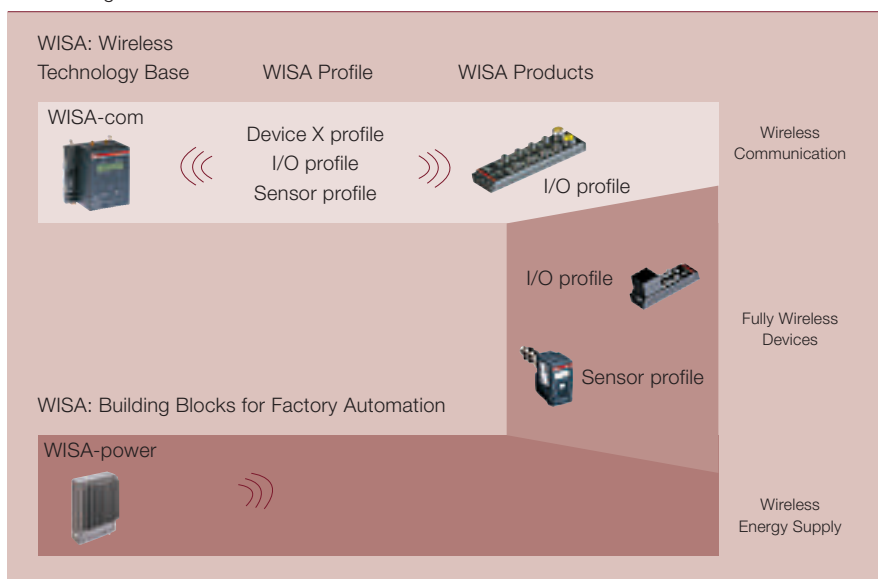 WISA: Wireless
Technology Base
WISA Profile
WISA Products
WISA-com
Device X profile
I/O profile
Sensor profile
I/O profile
Wireless
Communication
I/O profile
Sensor profile
Fully Wireless
Devices
WISA: Building Blocks for Factory Automation
WISA-power
Wireless
Energy Supply